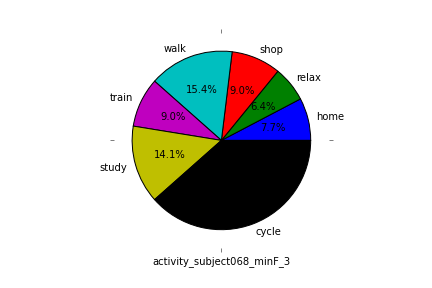 walk
shop
relax
home
train
study
cycle
15.4%
9.0%
6.4%
7.7%
9.0%
14.1%
activity_subject068_minF_3